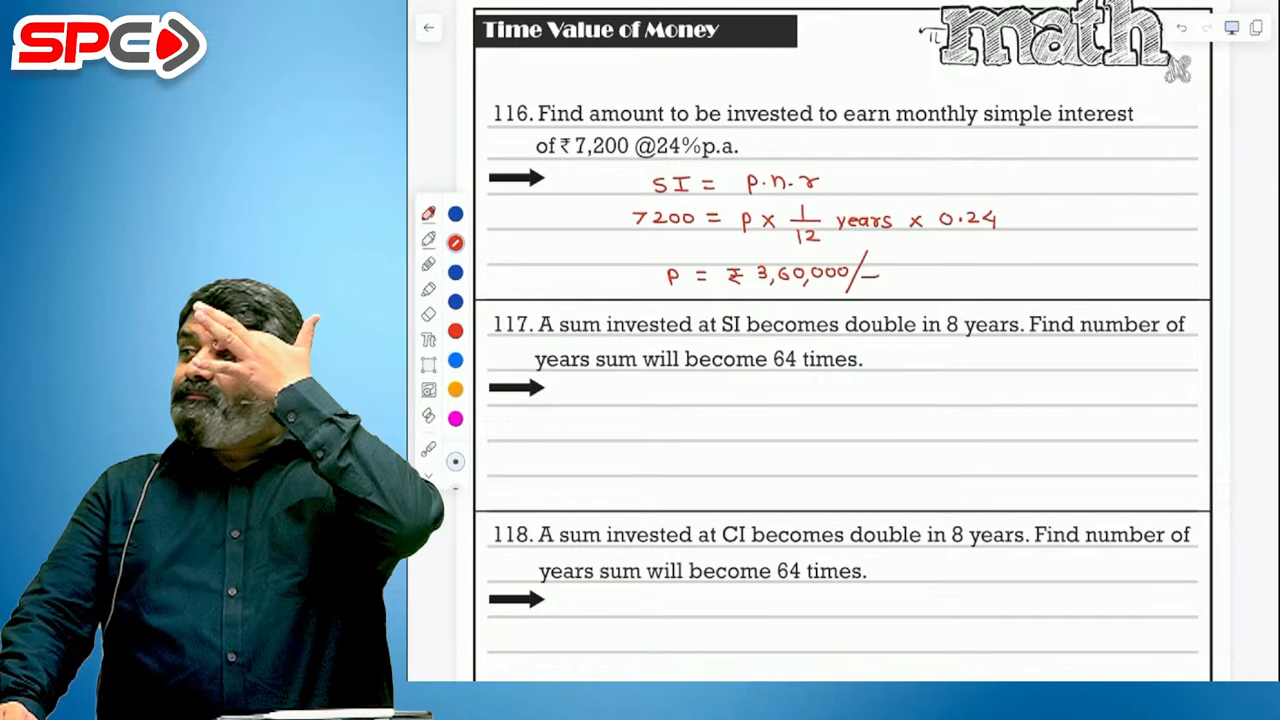 SPC
Time Value of Money
π
math
116. Find amount to be invested to earn monthly simple interest
of ₹ 7,200 @24%p.a.
SI = p.n.r
7200 = p x 1/12 years x 0.24
P = ₹ 3,60,000/-
117. A sum invested at SI becomes double in 8 years. Find number of
years sum will become 64 times.
118. A sum invested at CI becomes double in 8 years. Find number of
years sum will become 64 times.
Tt